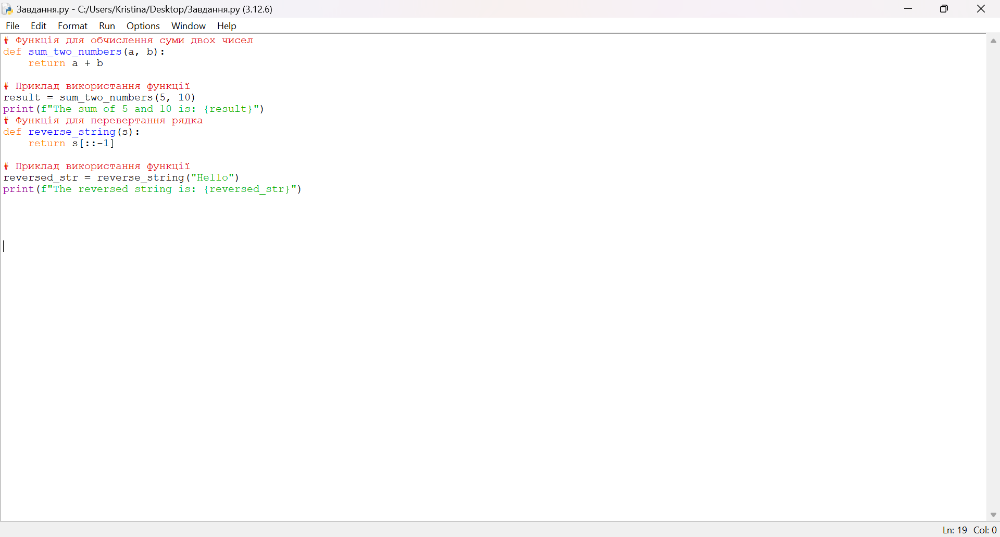 Завдання.py - C:/Users/Kristina/Desktop/Завдання.py (3.12.6)
File Edit Format Run Options Window Help
# Функція для обчислення суми двох чисел
def sum_two_numbers(a, b):
    return a + b
# Приклад використання функції
result = sum_two_numbers(5, 10)
print(f"The sum of 5 and 10 is: {result}")
# Функція для перевертання рядка
def reverse_string(s):
    return s[::-1]
# Приклад використання функції
reversed_str = reverse_string("Hello")
print(f"The reversed string is: {reversed_str}")
Ln: 19 Col: 0